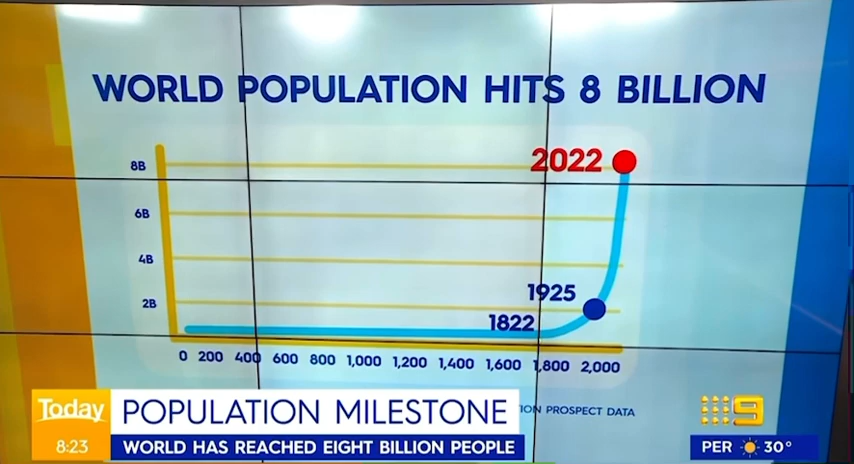 WORLD POPULATION HITS 8 BILLION
8B
2022
6B
4B
1925
2B
1822
0 200 400 600 800 1,000 1,200 1,400 1,600 1,800 2,000
ION PROSPECT DATA
Today
POPULATION MILESTONE
9
8:23
WORLD HAS REACHED EIGHT BILLION PEOPLE
PER 30°